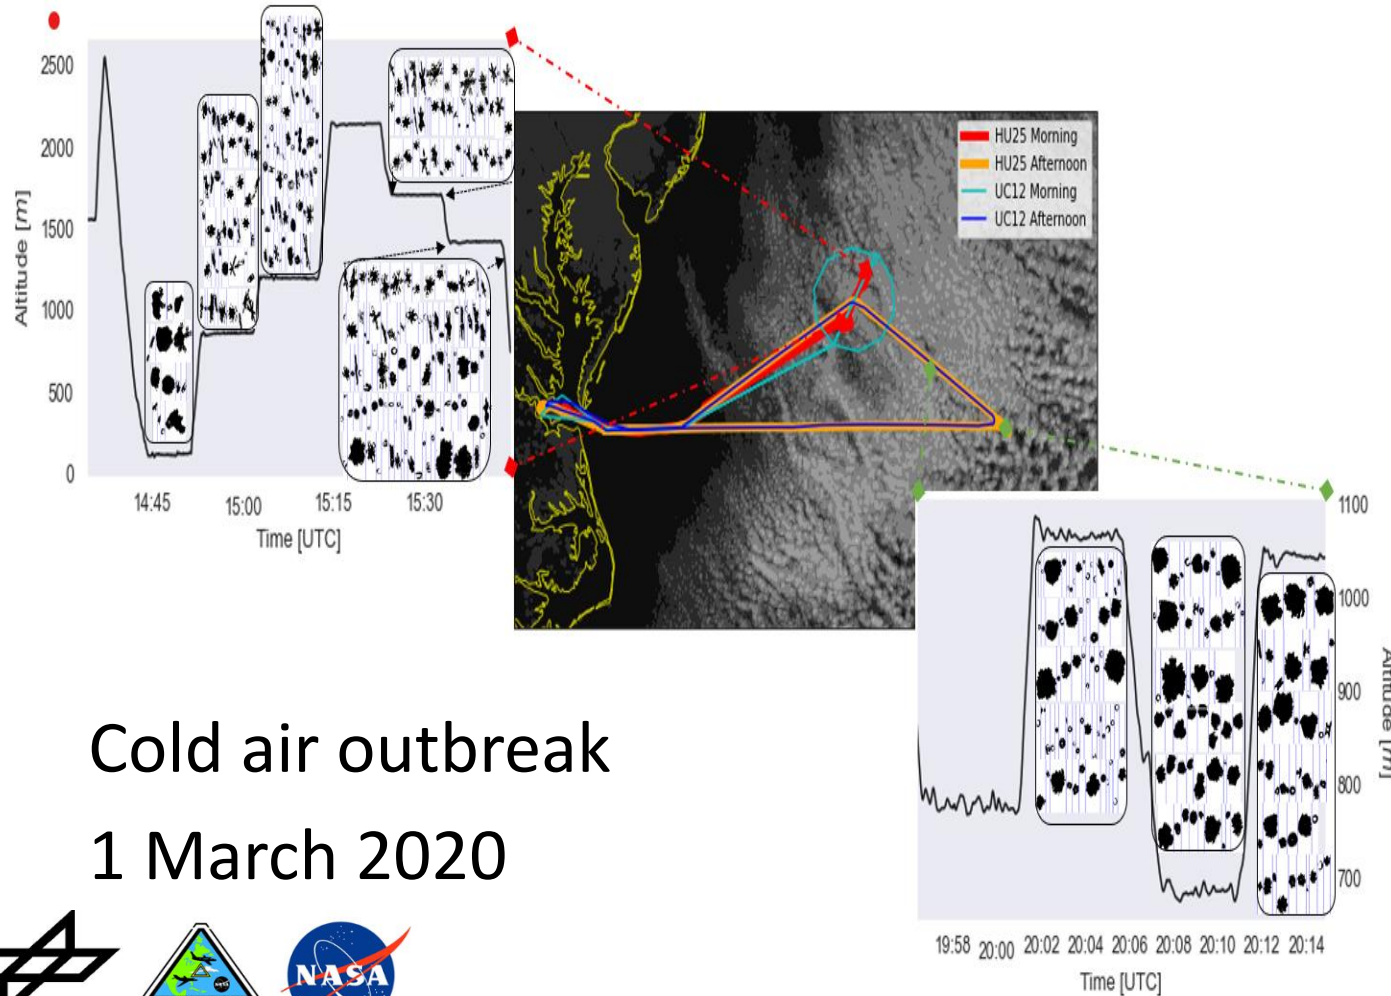 2500
2000
1500
1000
500
0
Altitude [m]
14:45
15:00
15:15
15:30
Time [UTC]
HU25 Morning
HU25 Afternoon
UC12 Morning
UC12 Afternoon
1100
1000
900
800
700
Altitude [m]
19:58
20:00
20:02
20:04
20:06
20:08
20:10
20:12
20:14
Time [UTC]
Cold air outbreak
1 March 2020
NASA